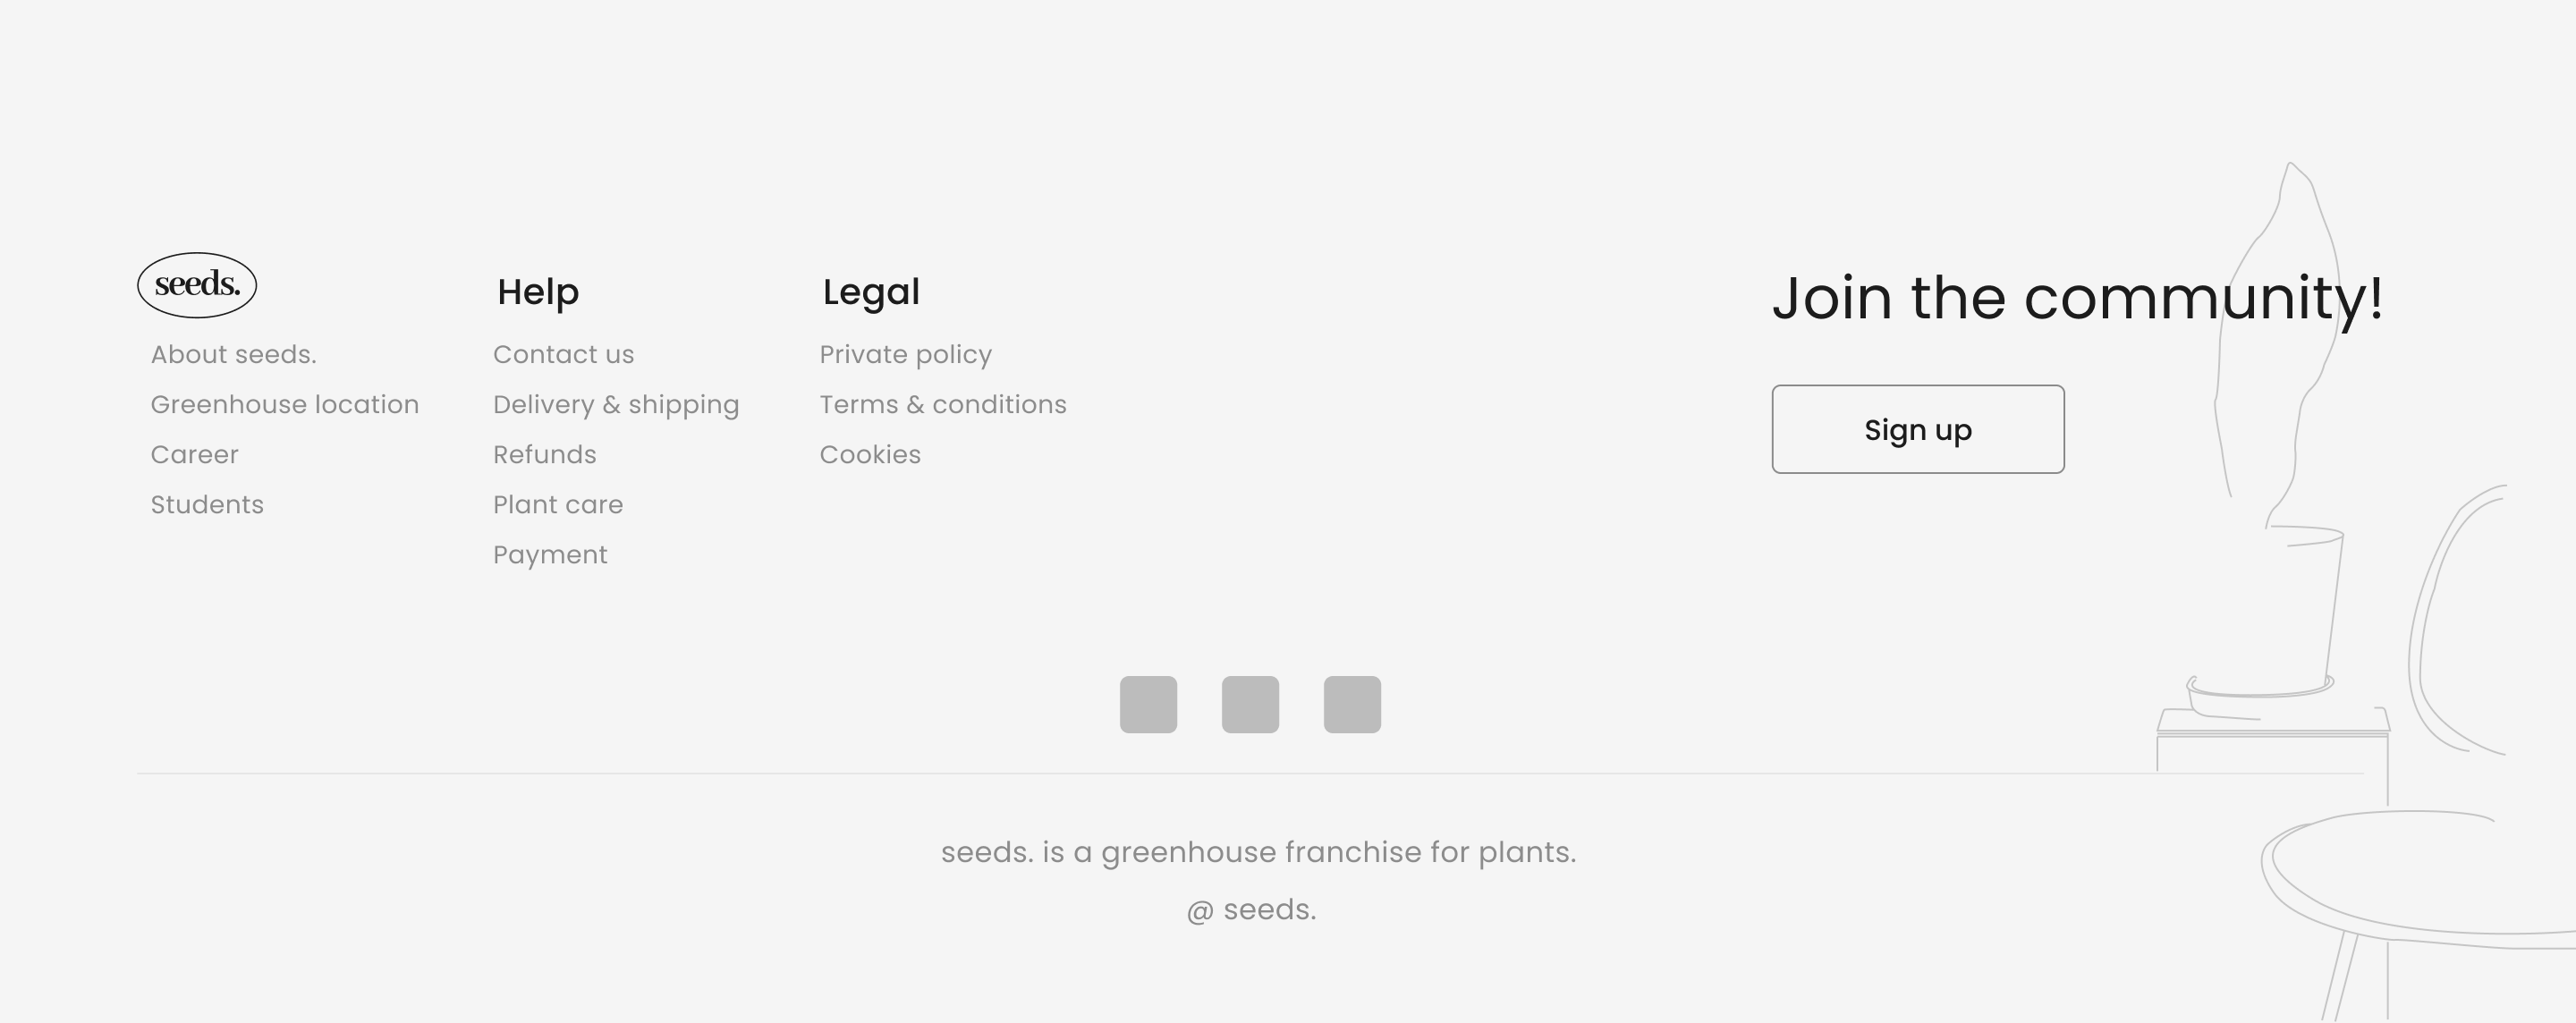 seeds.
About seeds.
Greenhouse location
Career
Students
Help
Contact us
Delivery & shipping
Refunds
Plant care
Payment
Legal
Private policy
Terms & conditions
Cookies
Join the community!
Sign up
seeds. is a greenhouse franchise for plants.
@ seeds.